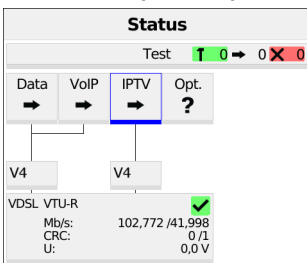 Status
Test 0 ➡ 0 ✕ 0
Data VoIP IPTV Opt.
➡ ➡ ➡ ?
V4 V4
VDSL VTU-R
Mb/s: 102,772 /41,998
CRC: 0 /1
U: 0,0 V